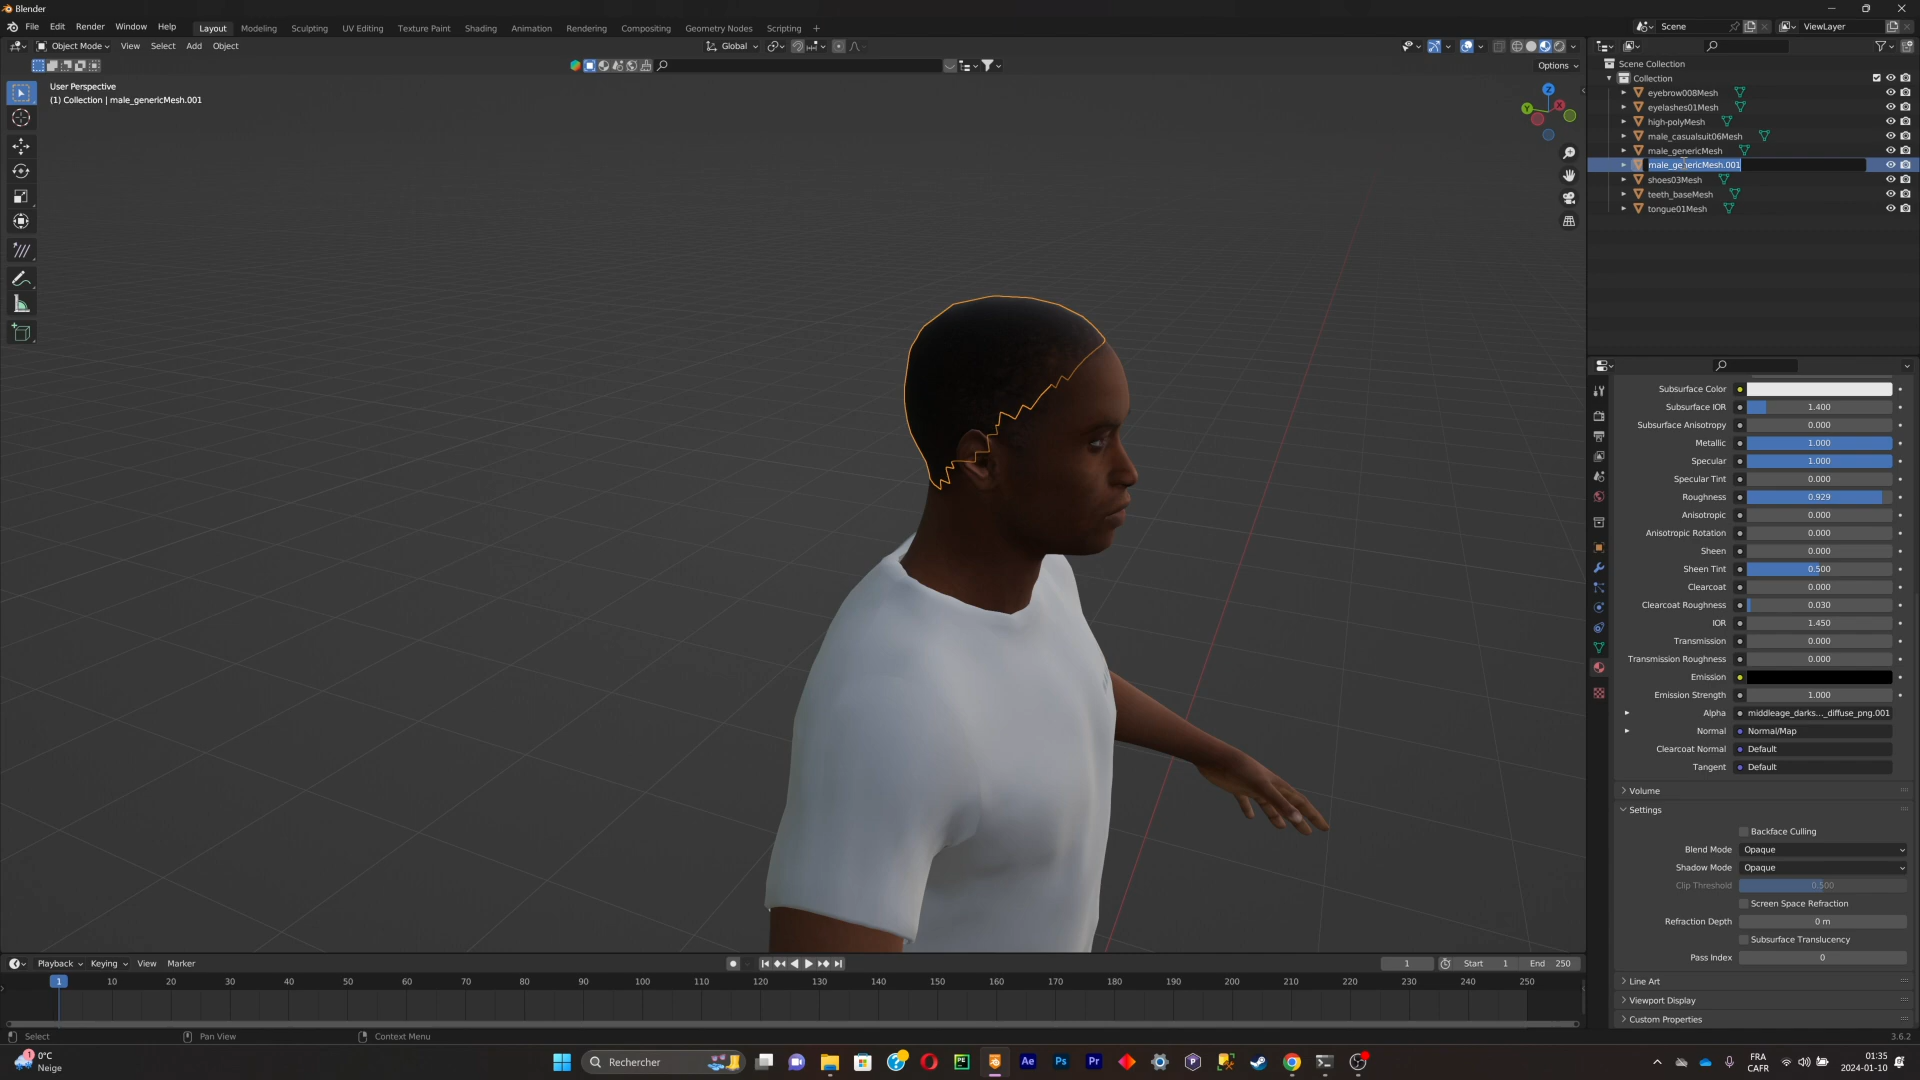 Blender
File Edit Render Window Help Layout Modeling Sculpting UV Editing Texture Paint Shading Animation Rendering Compositing Geometry Nodes Scripting + Scene ViewLayer
Object Mode View Select Add Object Global
Options
User Perspective
(1) Collection | male_genericMesh.001
Z
Y X
Scene Collection
Collection
eyebrow008Mesh
eyelashes01Mesh
high-polyMesh
male_casualsuit06Mesh
male_genericMesh
male_genericMesh.001
shoes03Mesh
teeth_baseMesh
tongue01Mesh
Subsurface Color
Subsurface IOR 1.400
Subsurface Anisotropy 0.000
Metallic 1.000
Specular 1.000
Specular Tint 0.000
Roughness 0.929
Anisotropic 0.000
Anisotropic Rotation 0.000
Sheen 0.000
Sheen Tint 0.500
Clearcoat 0.000
Clearcoat Roughness 0.030
IOR 1.450
Transmission 0.000
Transmission Roughness 0.000
Emission
Emission Strength 1.000
Alpha middleage_darks..._diffuse_png.001
Normal Normal/Map
Clearcoat Normal Default
Tangent Default
Volume
Settings
Backface Culling
Blend Mode Opaque
Shadow Mode Opaque
Clip Threshold 0.500
Screen Space Refraction
Refraction Depth 0 m
Subsurface Translucency
Pass Index 0
Line Art
Viewport Display
Custom Properties
Playback Keying View Marker 1 Start 1 End 250
1 10 20 30 40 50 60 70 80 90 100 110 120 130 140 150 160 170 180 190 200 210 220 230 240 250
Select Pan View Context Menu 3.6.2
1 0°C
Neige
Rechercher
PE Ae Ps Pr P
FRA
CAFR
01:35
2024-01-10